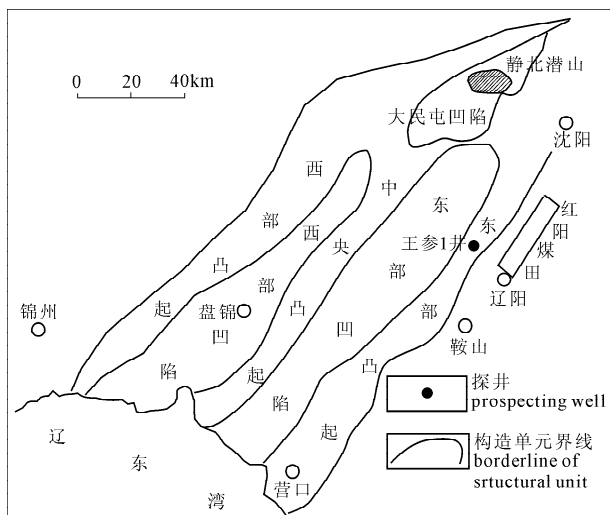 静北潜山
0 20 40km
大民屯凹陷
沈阳
西部凸起
西部凹陷
中央凸起
东部凹陷
东部凸起
王参1井
红阳煤田
辽阳
锦州
盘锦
鞍山
探井
prospecting well
构造单元界线
borderline of
srtuctural unit
辽东湾
营口